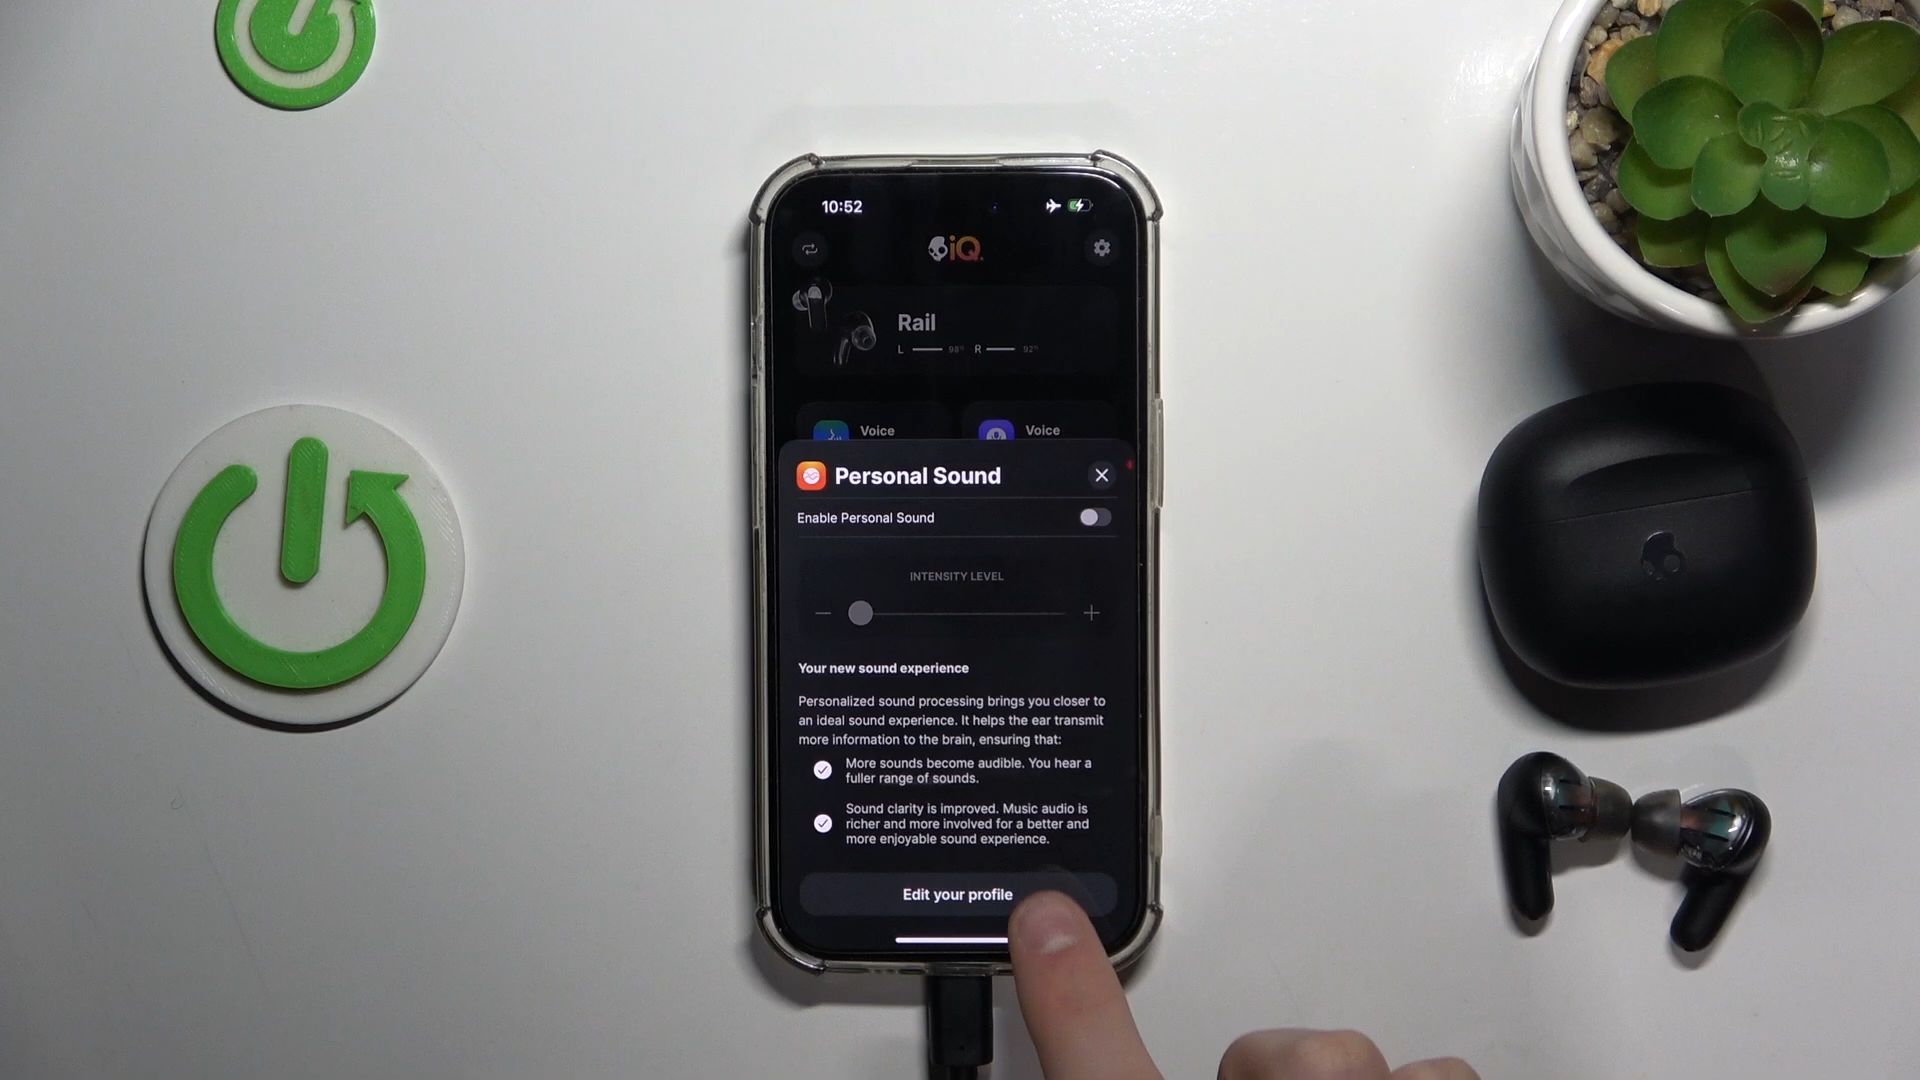 10:52
iQ
Rail
L 98% R 92%
Voice Voice
Personal Sound
Enable Personal Sound
INTENSITY LEVEL
Your new sound experience
Personalized sound processing brings you closer to
an ideal sound experience. It helps the ear transmit
more information to the brain, ensuring that:
More sounds become audible. You hear a
fuller range of sounds.
Sound clarity is improved. Music audio is
richer and more involved for a better and
more enjoyable sound experience.
Edit your profile